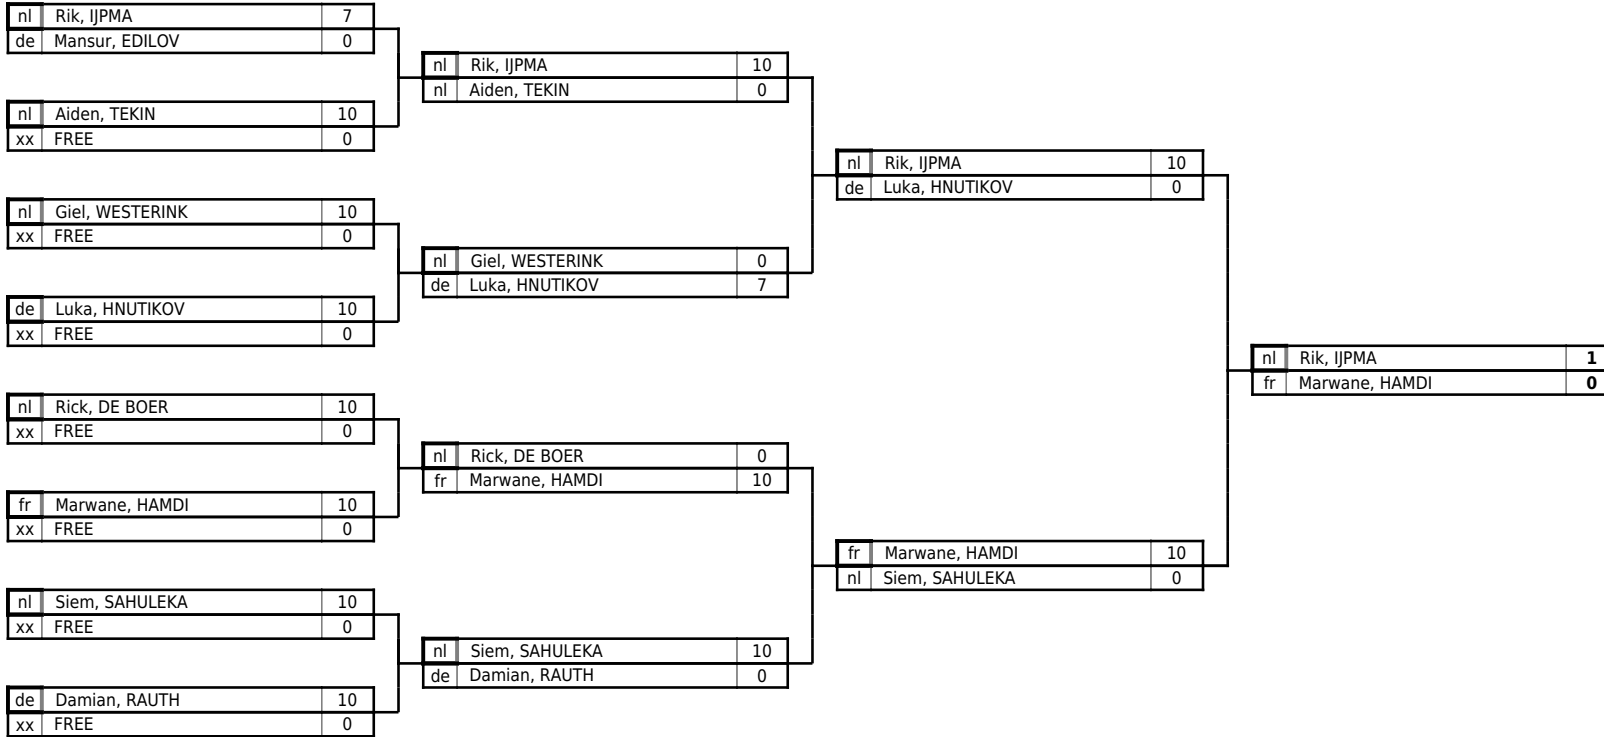 nl Rik, IJPMA 7
de Mansur, EDILOV 0
nl Aiden, TEKIN 10
xx FREE 0
nl Giel, WESTERINK 10
xx FREE 0
de Luka, HNUTIKOV 10
xx FREE 0
nl Rick, DE BOER 10
xx FREE 0
fr Marwane, HAMDI 10
xx FREE 0
nl Siem, SAHULEKA 10
xx FREE 0
de Damian, RAUTH 10
xx FREE 0
nl Rik, IJPMA 10
nl Aiden, TEKIN 0
nl Giel, WESTERINK 0
de Luka, HNUTIKOV 7
nl Rick, DE BOER 0
fr Marwane, HAMDI 10
nl Siem, SAHULEKA 10
de Damian, RAUTH 0
nl Rik, IJPMA 10
de Luka, HNUTIKOV 0
fr Marwane, HAMDI 10
nl Siem, SAHULEKA 0
nl Rik, IJPMA 1
fr Marwane, HAMDI 0